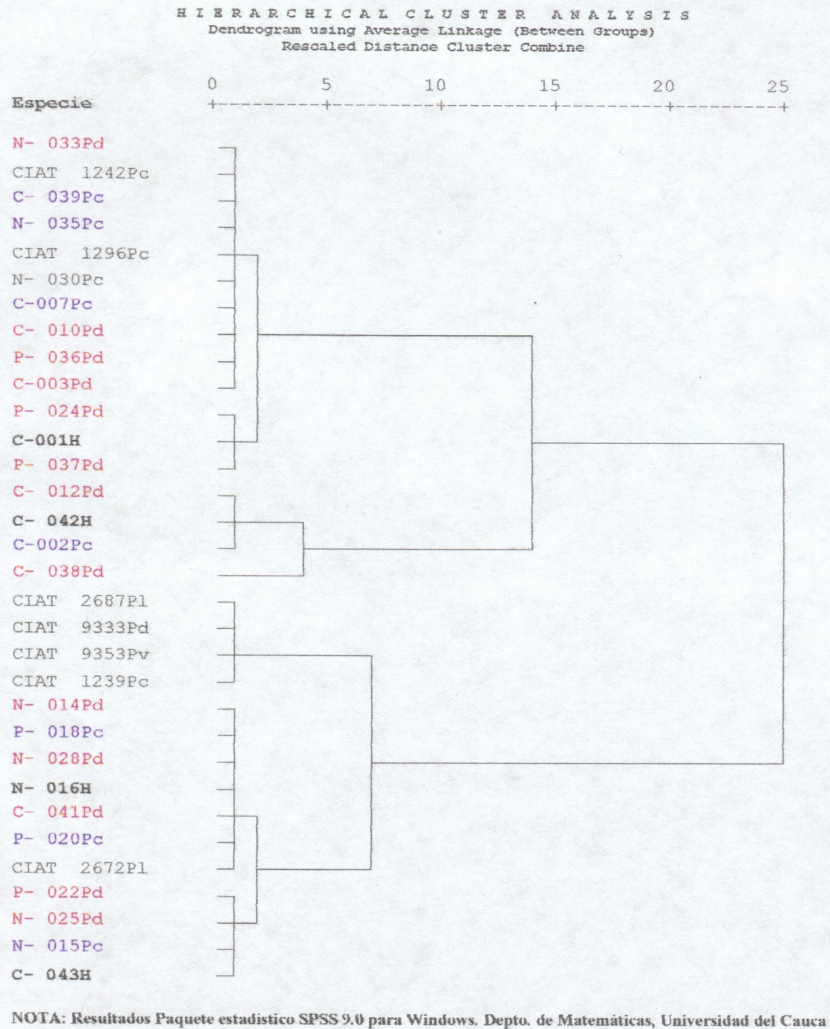 HIERARCHICAL CLUSTER ANALYSIS
Dendrogram using Average Linkage (Between Groups)
Rescaled Distance Cluster Combine
0 5 10 15 20 25
Especie
N- 033Pd
CIAT 1242Pc
C- 039Pc
N- 035Pc
CIAT 1296Pc
N- 030Pc
C-007Pc
C- 010Pd
P- 036Pd
C-003Pd
P- 024Pd
C-001H
P- 037Pd
C- 012Pd
C- 042H
C-002Pc
C- 038Pd
CIAT 2687Pl
CIAT 9333Pd
CIAT 9353Pv
CIAT 1239Pc
N- 014Pd
P- 018Pc
N- 028Pd
N- 016H
C- 041Pd
P- 020Pc
CIAT 2672Pl
P- 022Pd
N- 025Pd
N- 015Pc
C- 043H
NOTA: Resultados Paquete estadistico SPSS 9.0 para Windows. Depto. de Matemáticas, Universidad del Cauca